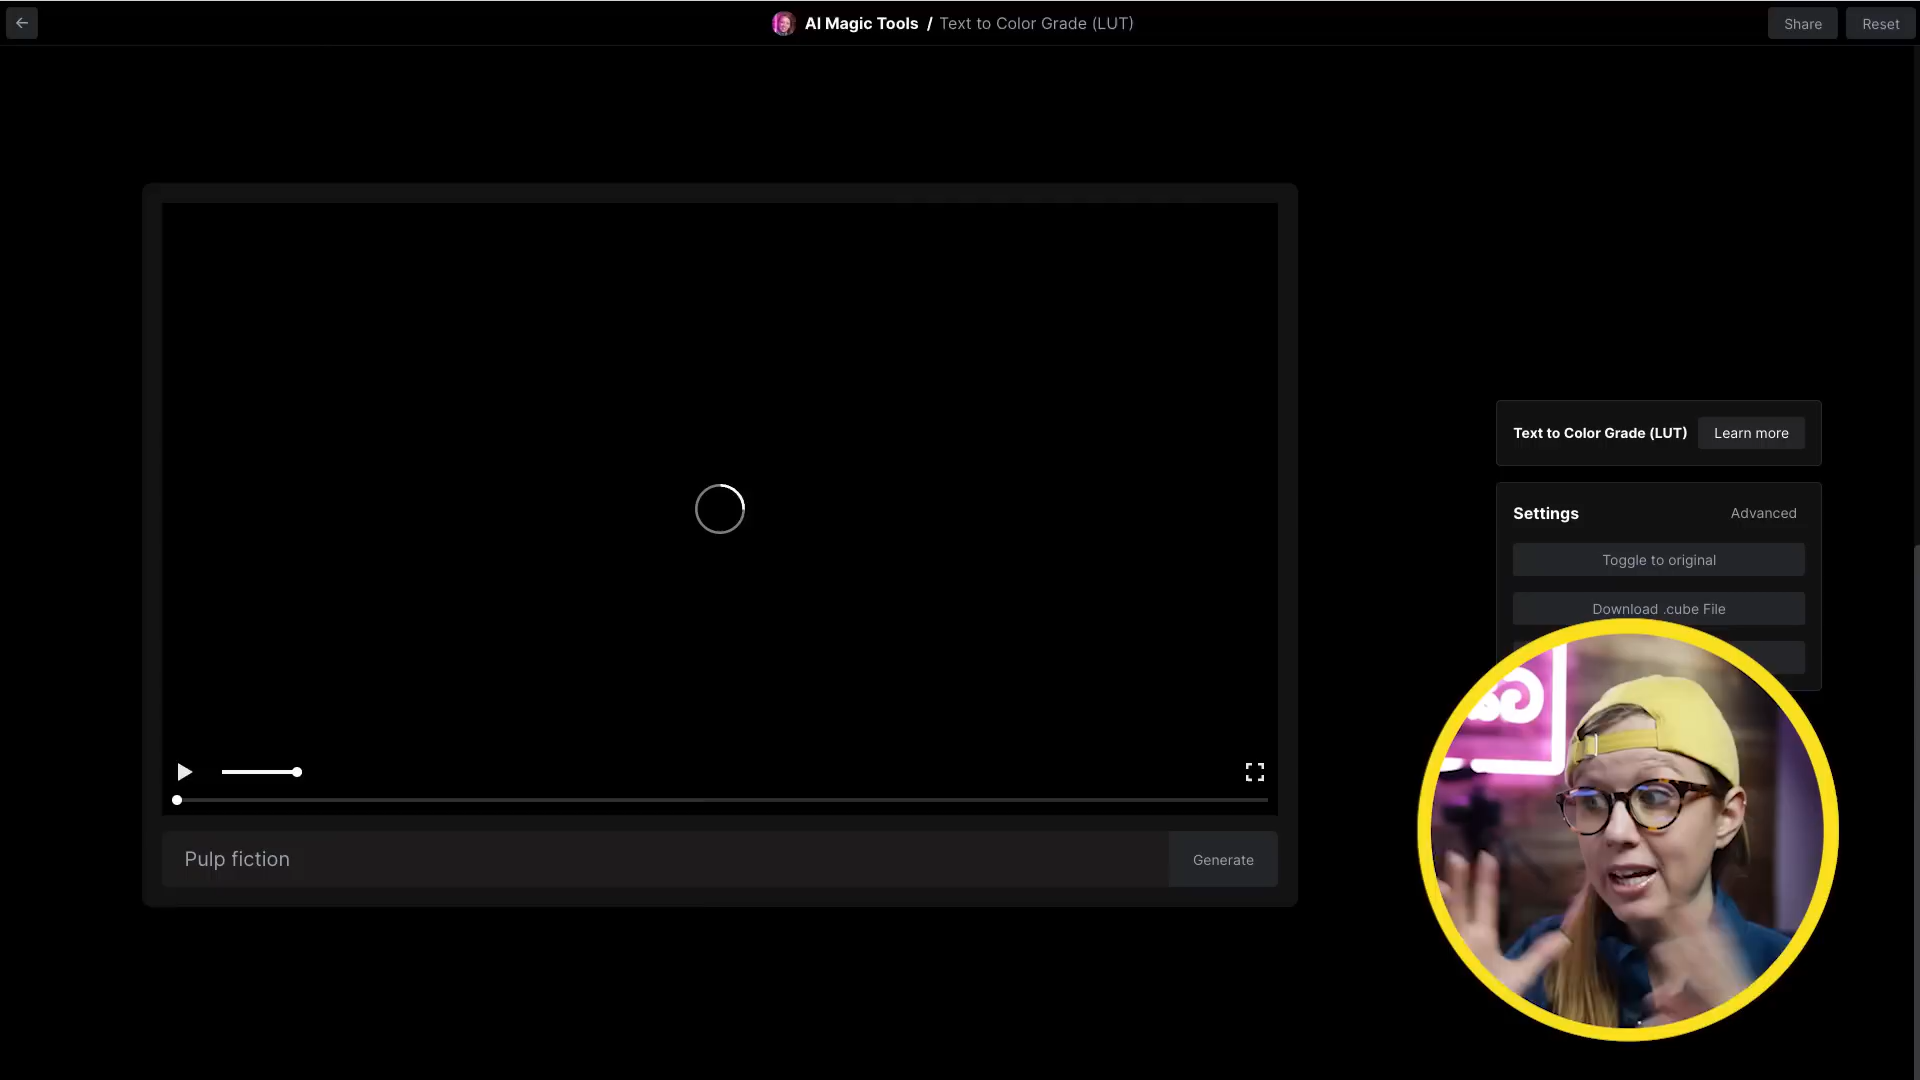 AI Magic Tools / Text to Color Grade (LUT)
Share
Reset
Text to Color Grade (LUT)
Learn more
Settings
Advanced
Toggle to original
Download .cube File
Pulp fiction
Generate